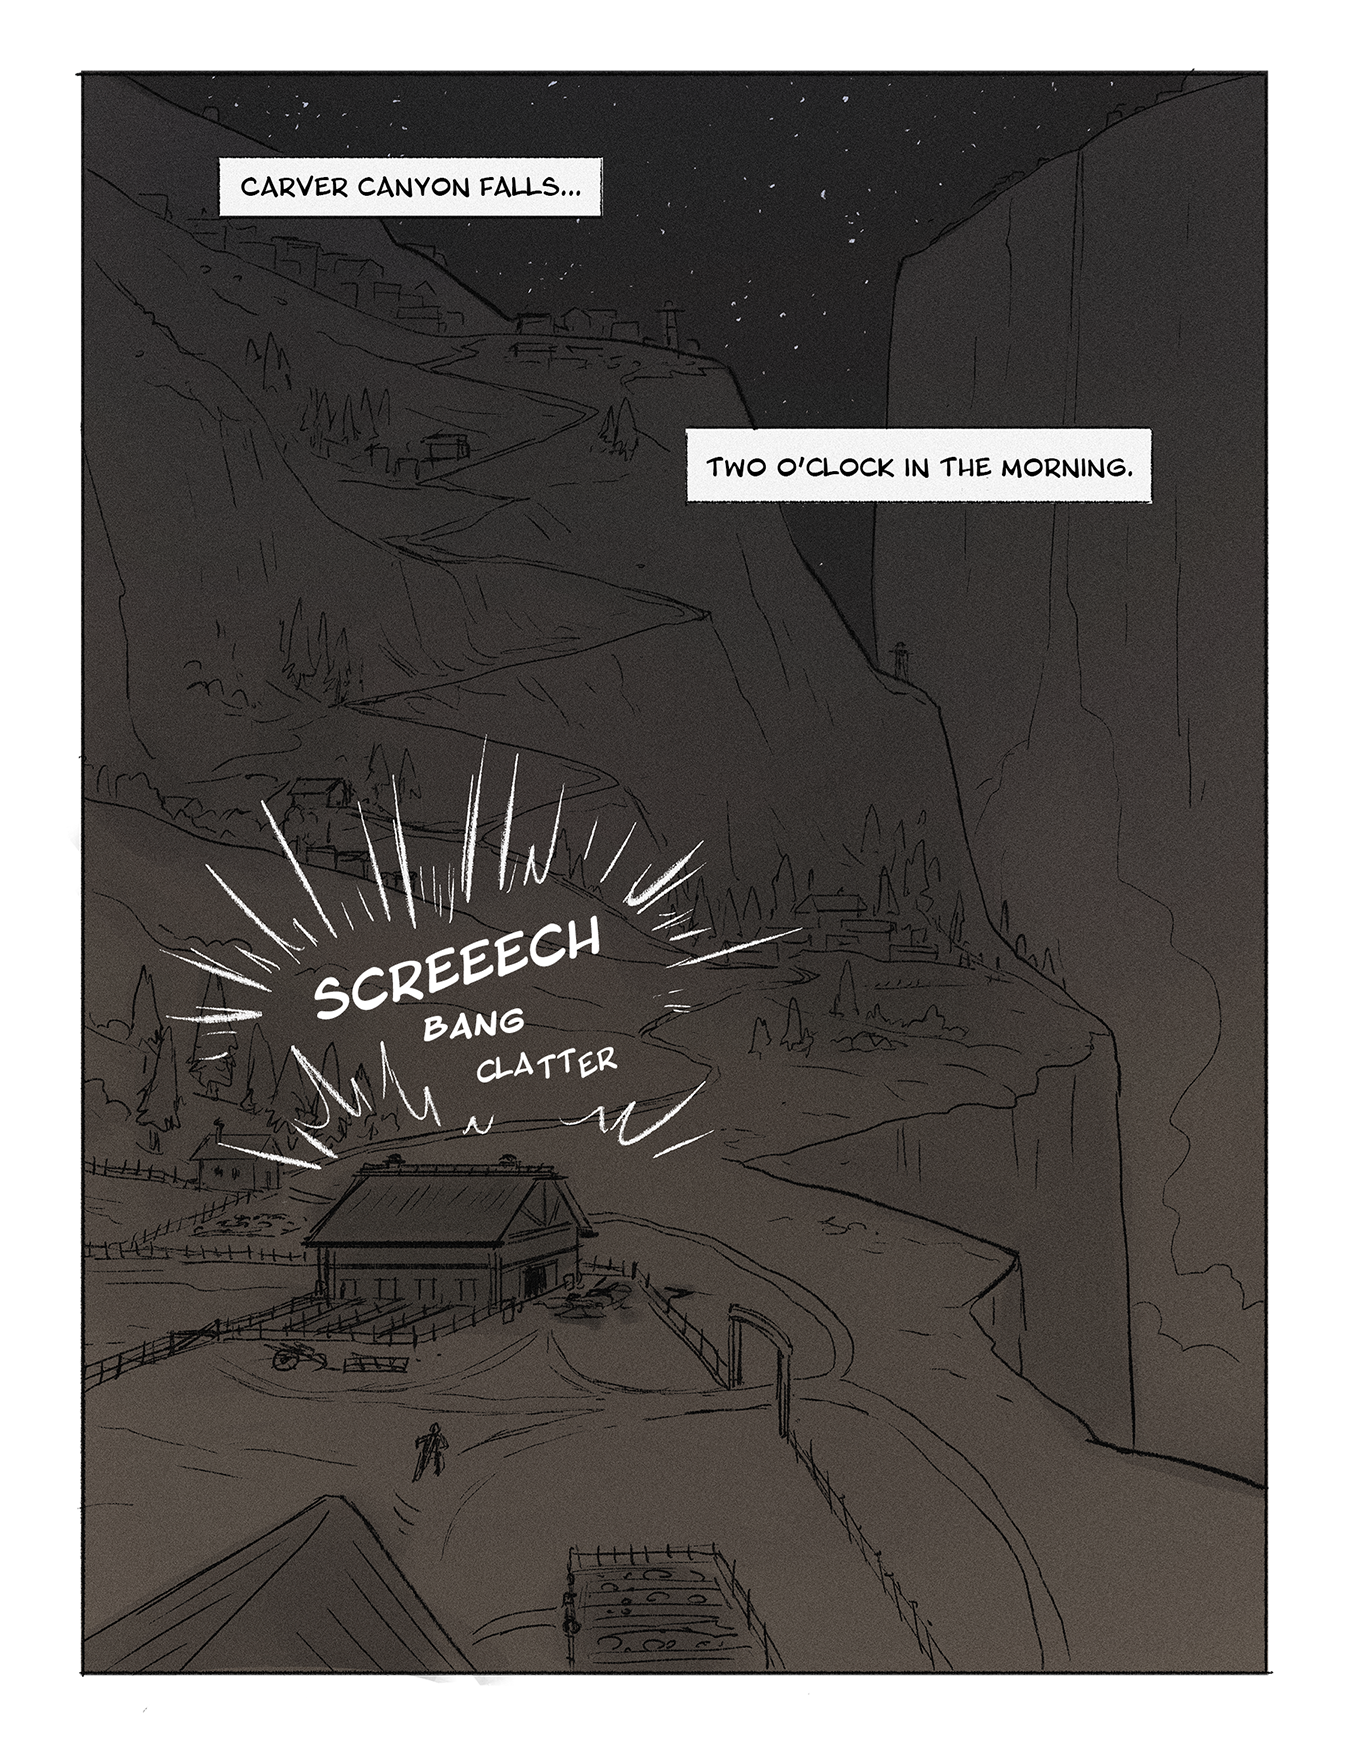 CARVER CANYON FALLS...
TWO O'CLOCK IN THE MORNING.
SCREEECH
BANG
CLATTER